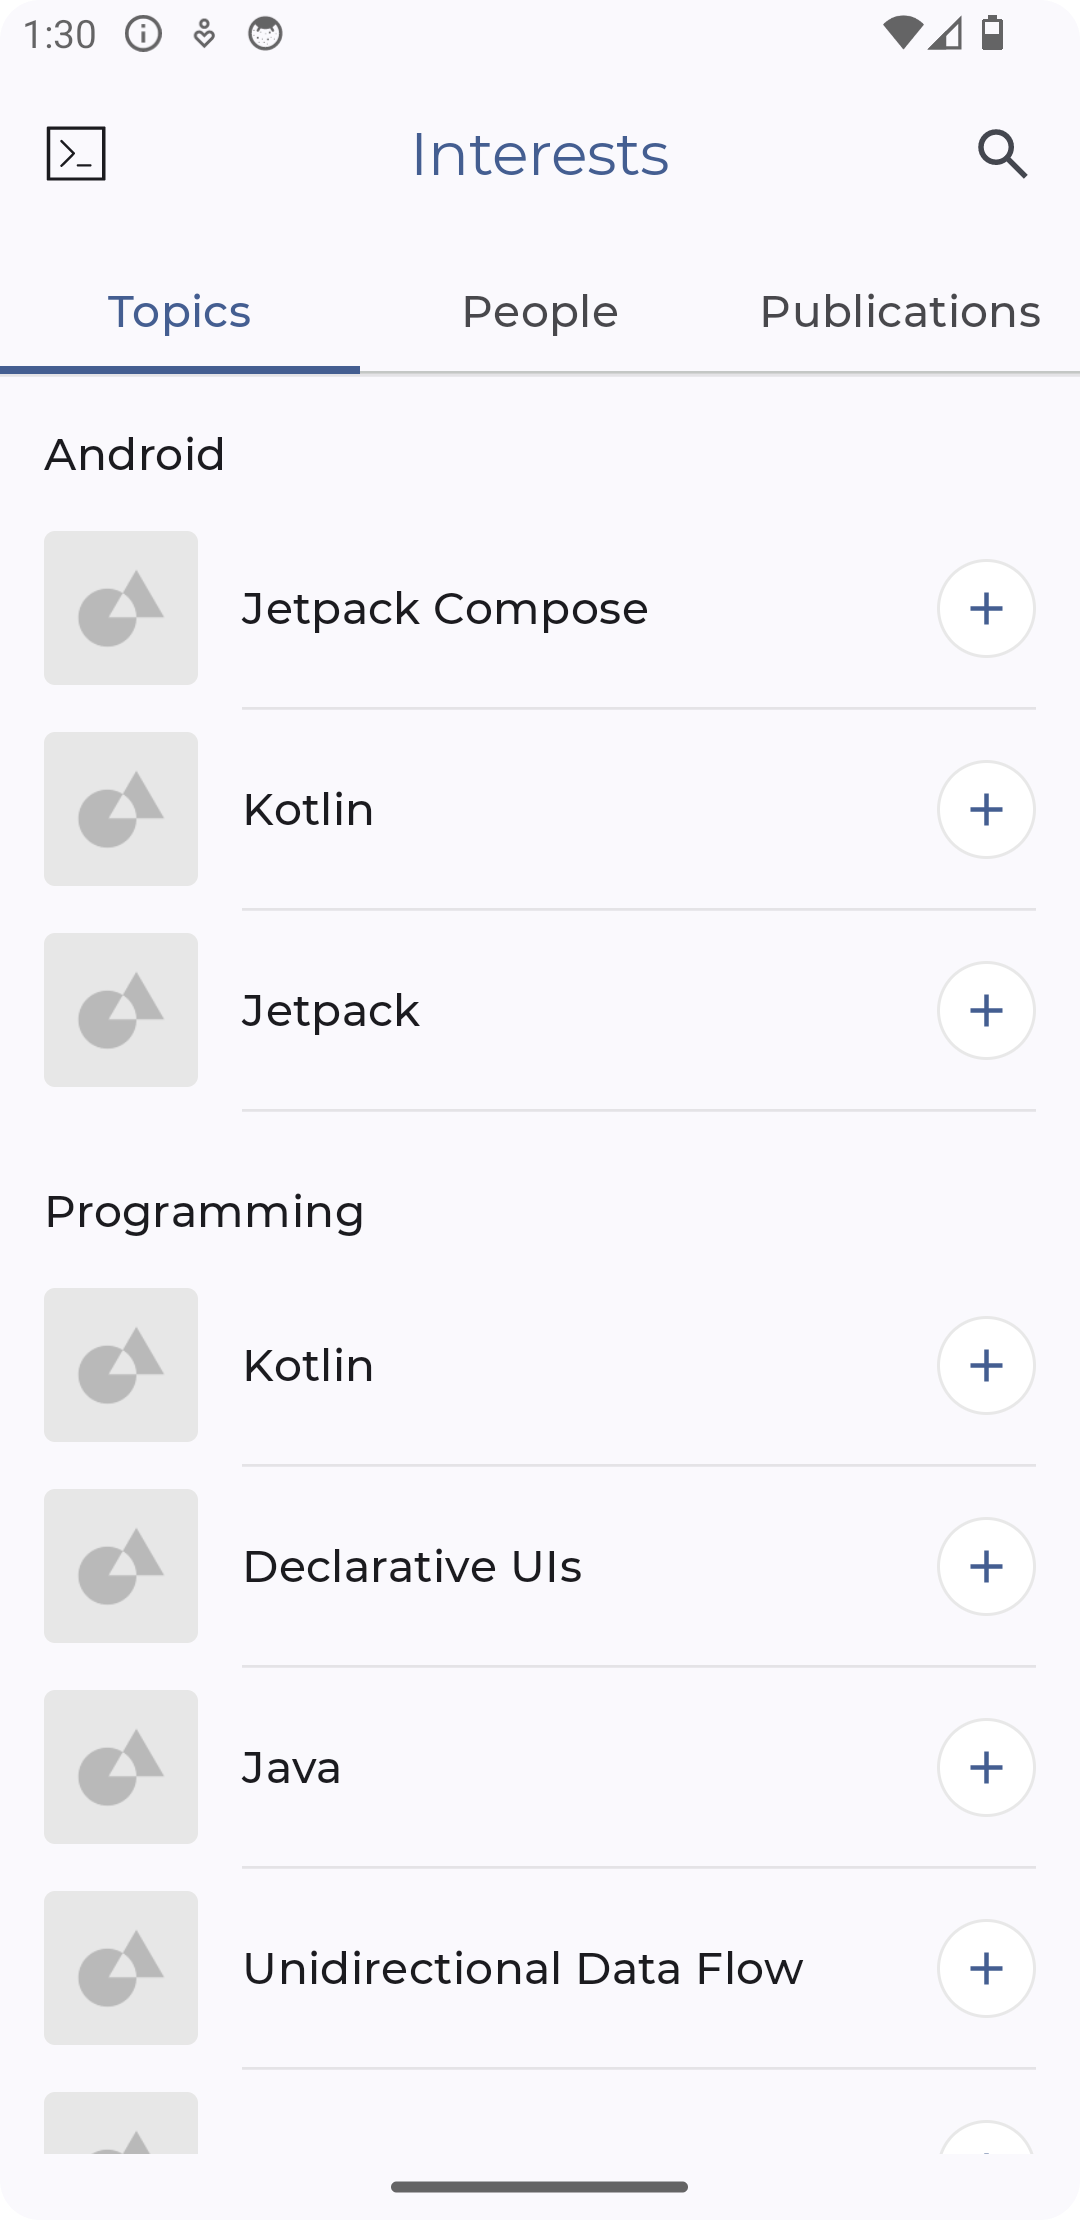 1:30
Interests
Topics
People
Publications
Android
Jetpack Compose
Kotlin
Jetpack
Programming
Kotlin
Declarative UIs
Java
Unidirectional Data Flow